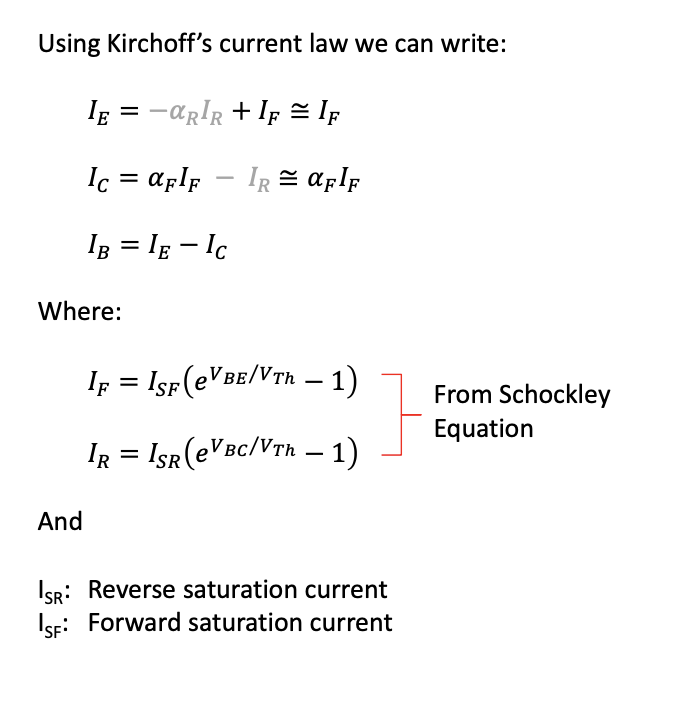 Using Kirchoff's current law we can write:
I_E = −α_R I_R + I_F ≅ I_F
I_C = α_F I_F − I_R ≅ α_F I_F
I_B = I_E − I_C
Where:
I_F = I_SF(e^{V_BE/V_Th} − 1)
From Schockley
Equation
I_R = I_SR(e^{V_BC/V_Th} − 1)
And
I_SR: Reverse saturation current
I_SF: Forward saturation current